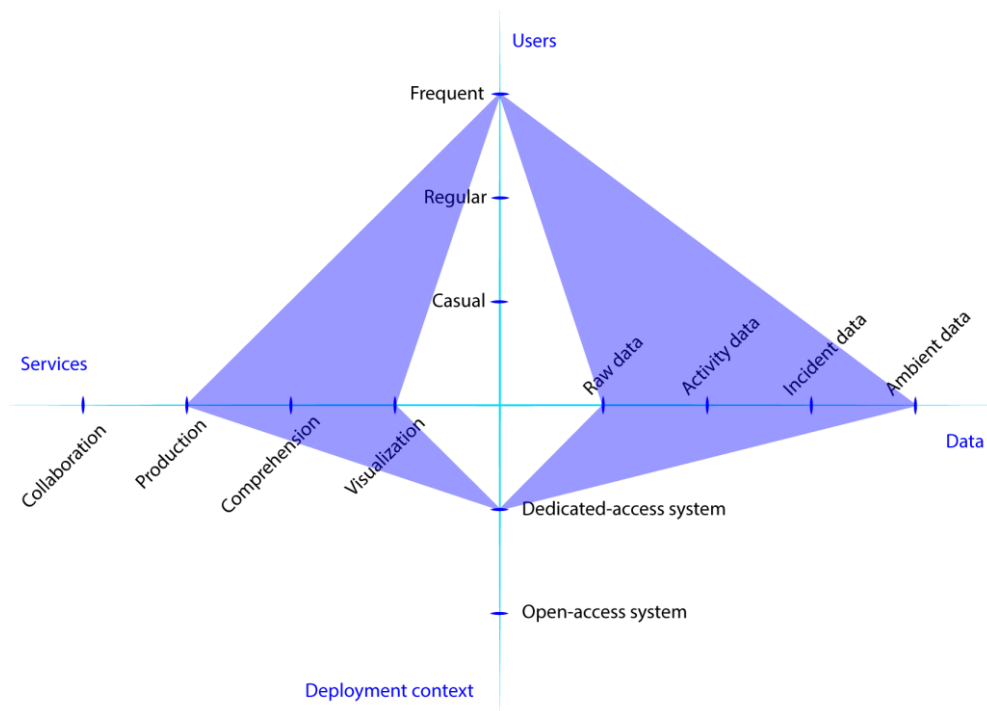 Users
Frequent
Regular
Casual
Services
Raw data
Activity data
Incident data
Ambient data
Data
Collaboration
Production
Comprehension
Visualization
Dedicated-access system
Open-access system
Deployment context